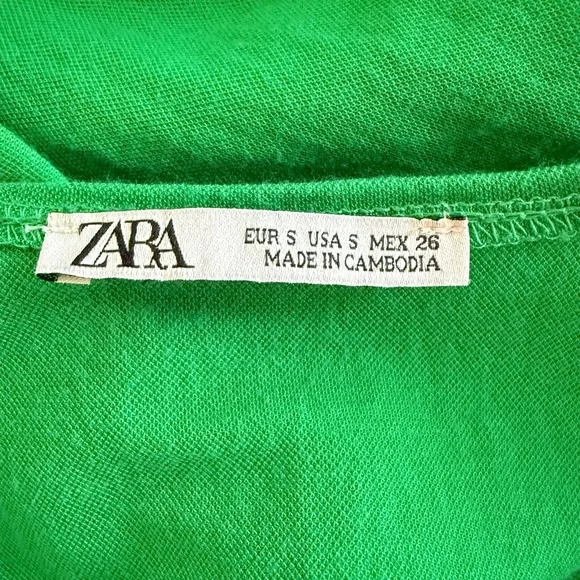 ZARA
EUR S USA S MEX 26
MADE IN CAMBODIA